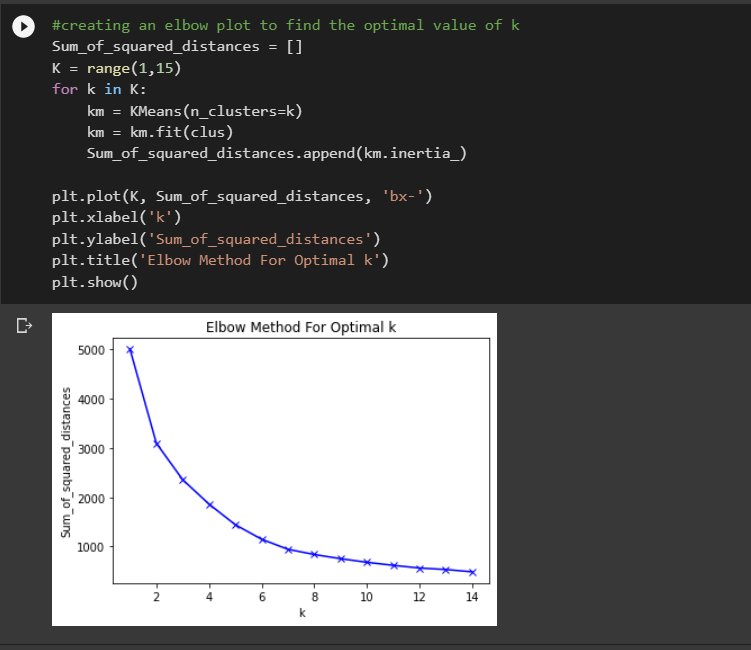 #creating an elbow plot to find the optimal value of k
Sum_of_squared_distances = []
K = range(1,15)
for k in K:
    km = KMeans(n_clusters=k)
    km = km.fit(clus)
    Sum_of_squared_distances.append(km.inertia_)
plt.plot(K, Sum_of_squared_distances, 'bx-')
plt.xlabel('k')
plt.ylabel('Sum_of_squared_distances')
plt.title('Elbow Method For Optimal k')
plt.show()
Elbow Method For Optimal k
Sum_of_squared_distances
5000
4000
3000
2000
1000
2 4 6 8 10 12 14
k